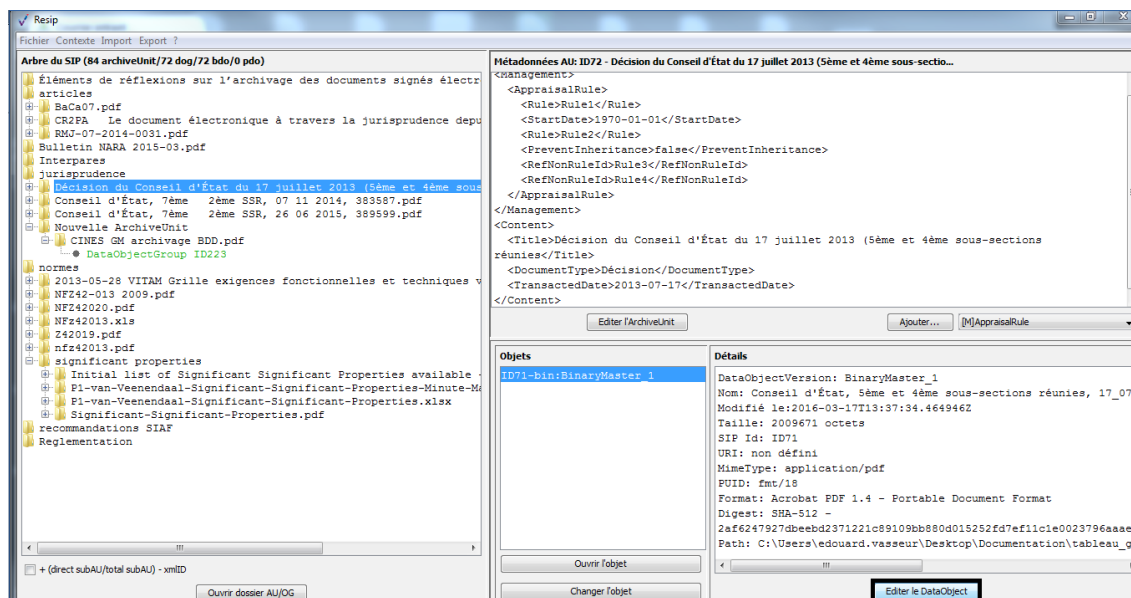 Resip
Fichier Contexte Import Export ?
Arbre du SIP (84 archiveUnit/72 dog/72 bdo/0 pdo)
Éléments de réflexions sur l'archivage des documents signés électr
articles
BaCa07.pdf
CR2PA Le document électronique à travers la jurisprudence depu
RMJ-07-2014-0031.pdf
Bulletin NARA 2015-03.pdf
Interpares
jurisprudence
Décision du Conseil d'État du 17 juillet 2013 (5ème et 4ème sous
Conseil d'État, 7ème 2ème SSR, 07 11 2014, 383587.pdf
Conseil d'État, 7ème 2ème SSR, 26 06 2015, 389599.pdf
Nouvelle ArchiveUnit
CINES GM archivage BDD.pdf
DataObjectGroup ID223
normes
2013-05-28 VITAM Grille exigences fonctionnelles et techniques v
NFZ42-013 2009.pdf
NFZ42020.pdf
NFz42013.xls
Z42019.pdf
nfz42013.pdf
significant properties
Initial list of Significant Significant Properties available
P1-van-Veenendaal-Significant-Significant-Properties-Minute-Ma
P1-van-Veenendaal-Significant-Significant-Properties.xlsx
Significant-Significant-Properties.pdf
recommandations SIAF
Reglementation
+ (direct subAU/total subAU) - xmlID
Ouvrir dossier AU/OG
Métadonnées AU: ID72 - Décision du Conseil d'État du 17 juillet 2013 (5ème et 4ème sous-sectio...
<Management>
<AppraisalRule>
<Rule>Rule1</Rule>
<StartDate>1970-01-01</StartDate>
<Rule>Rule2</Rule>
<PreventInheritance>false</PreventInheritance>
<RefNonRuleId>Rule3</RefNonRuleId>
<RefNonRuleId>Rule4</RefNonRuleId>
</AppraisalRule>
</Management>
<Content>
<Title>Décision du Conseil d'État du 17 juillet 2013 (5ème et 4ème sous-sections
réunies</Title>
<DocumentType>Décision</DocumentType>
<TransactedDate>2013-07-17</TransactedDate>
</Content>
Editer l'ArchiveUnit
Ajouter...
[M]AppraisalRule
Objets
ID71-bin:BinaryMaster_1
Ouvrir l'objet
Changer l'objet
Détails
DataObjectVersion: BinaryMaster_1
Nom: Conseil d'État, 5ème et 4ème sous-sections réunies, 17_07
Modifié le:2016-03-17T13:37:34.464946Z
Taille: 2009671 octets
SIP Id: ID71
URI: non défini
MimeType: application/pdf
PUID: fmt/18
Format: Acrobat PDF 1.4 - Portable Document Format
Digest: SHA-512 -
2af6247927dbeebd2371221c89109bb880d015252fd7ef11c1e0023796aaae
Path: C:\Users\edouard.vasseur\Desktop\Documentation\tableau_g
Editer le DataObject